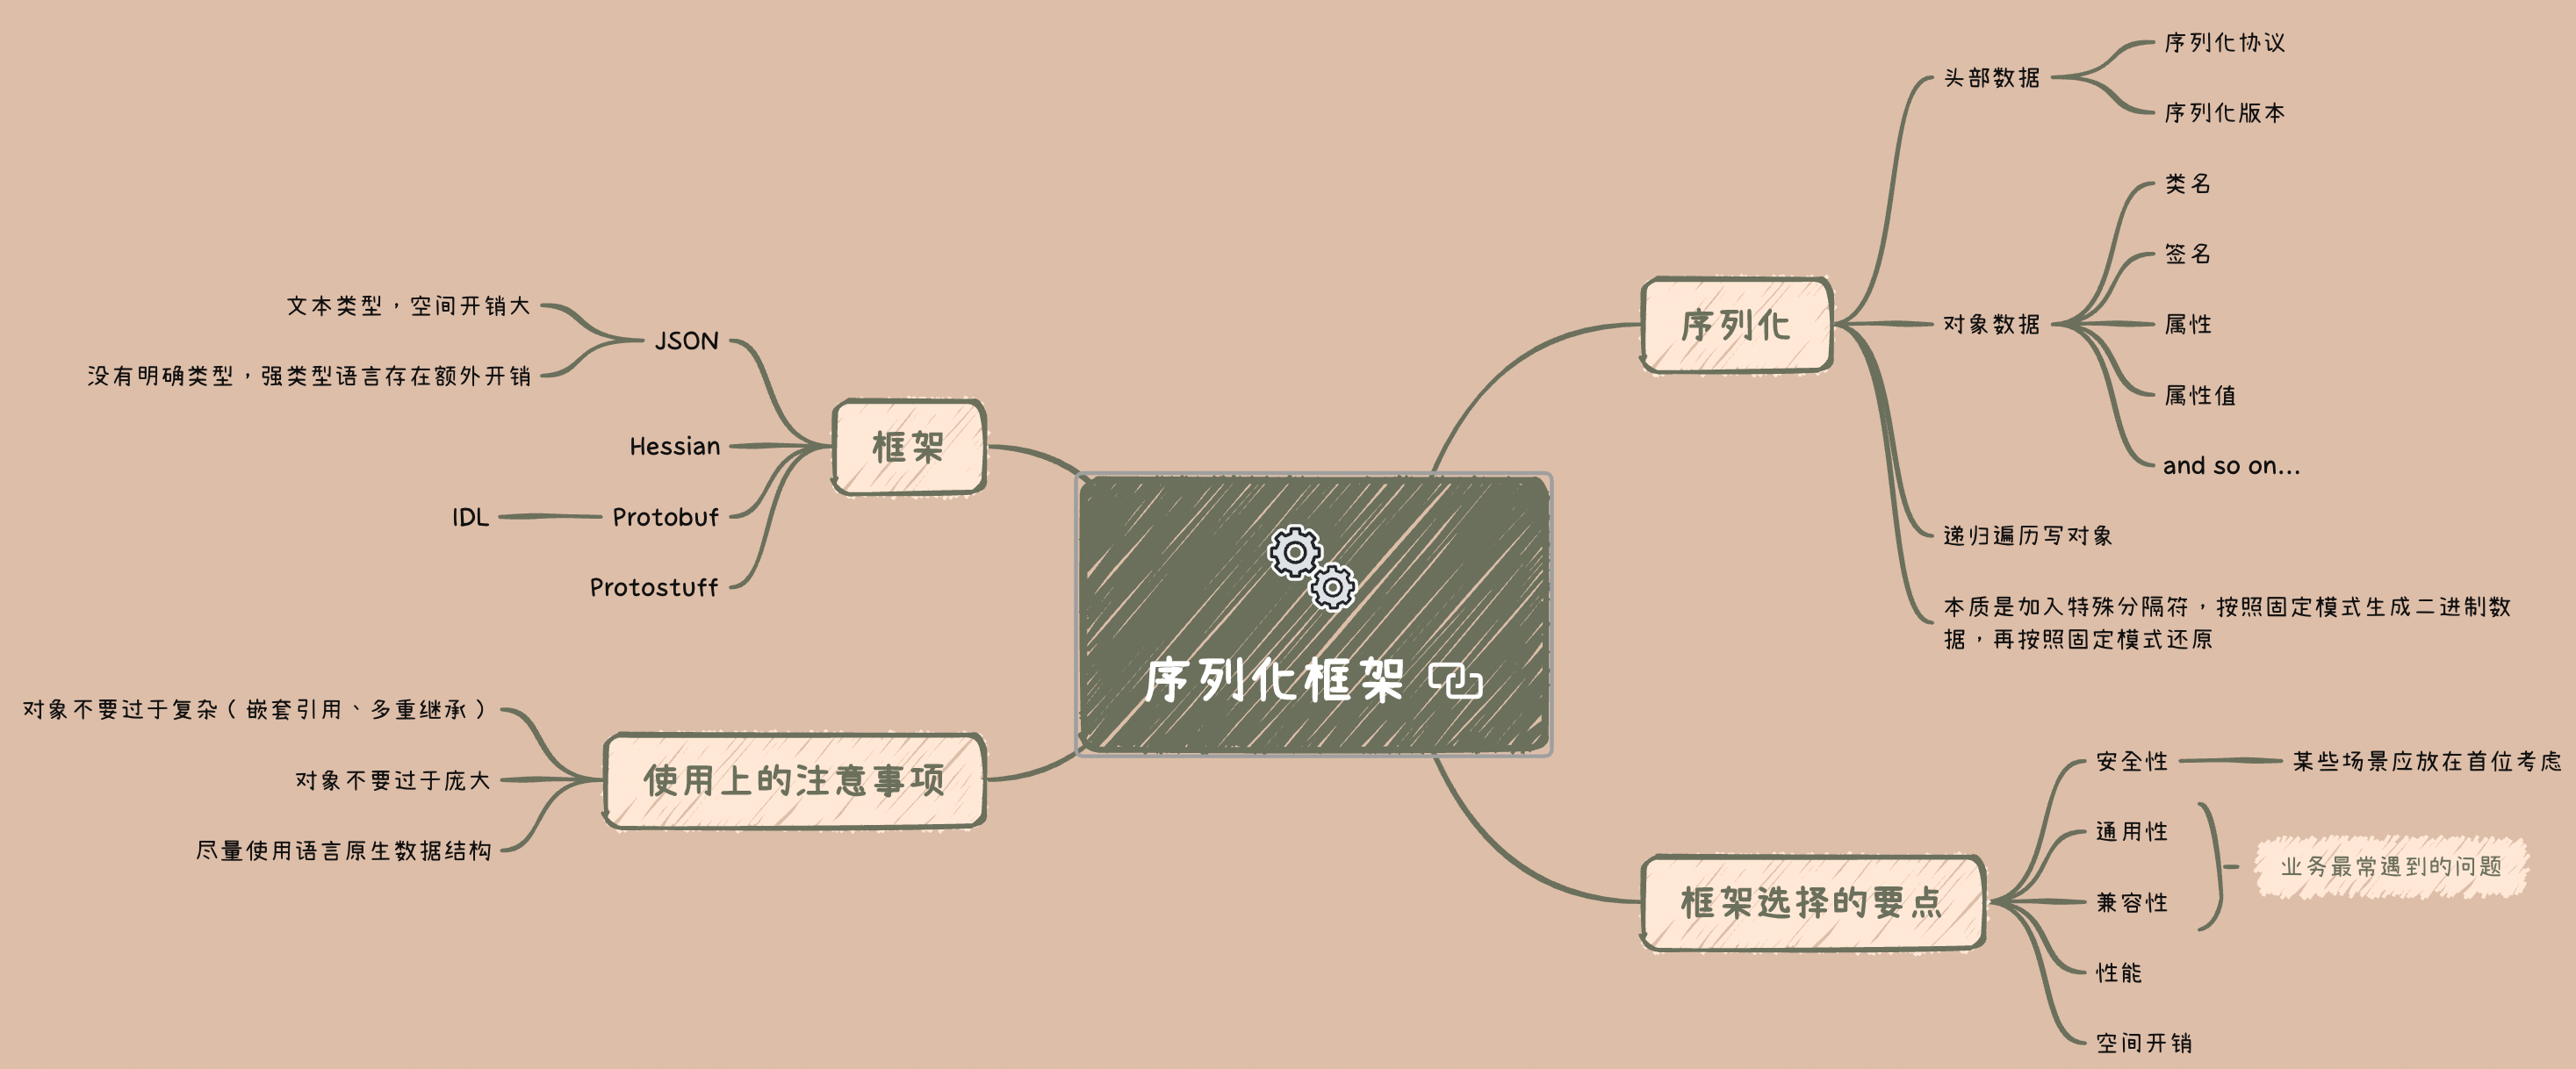 序列化框架
序列化
头部数据
序列化协议
序列化版本
对象数据
类名
签名
属性
属性值
and so on...
递归遍历写对象
本质是加入特殊分隔符，按照固定模式生成二进制数
据，再按照固定模式还原
框架选择的要点
安全性
某些场景应放在首位考虑
通用性
兼容性
业务最常遇到的问题
性能
空间开销
框架
JSON
文本类型，空间开销大
没有明确类型，强类型语言存在额外开销
Hessian
Protobuf
IDL
Protostuff
使用上的注意事项
对象不要过于复杂（嵌套引用、多重继承）
对象不要过于庞大
尽量使用语言原生数据结构